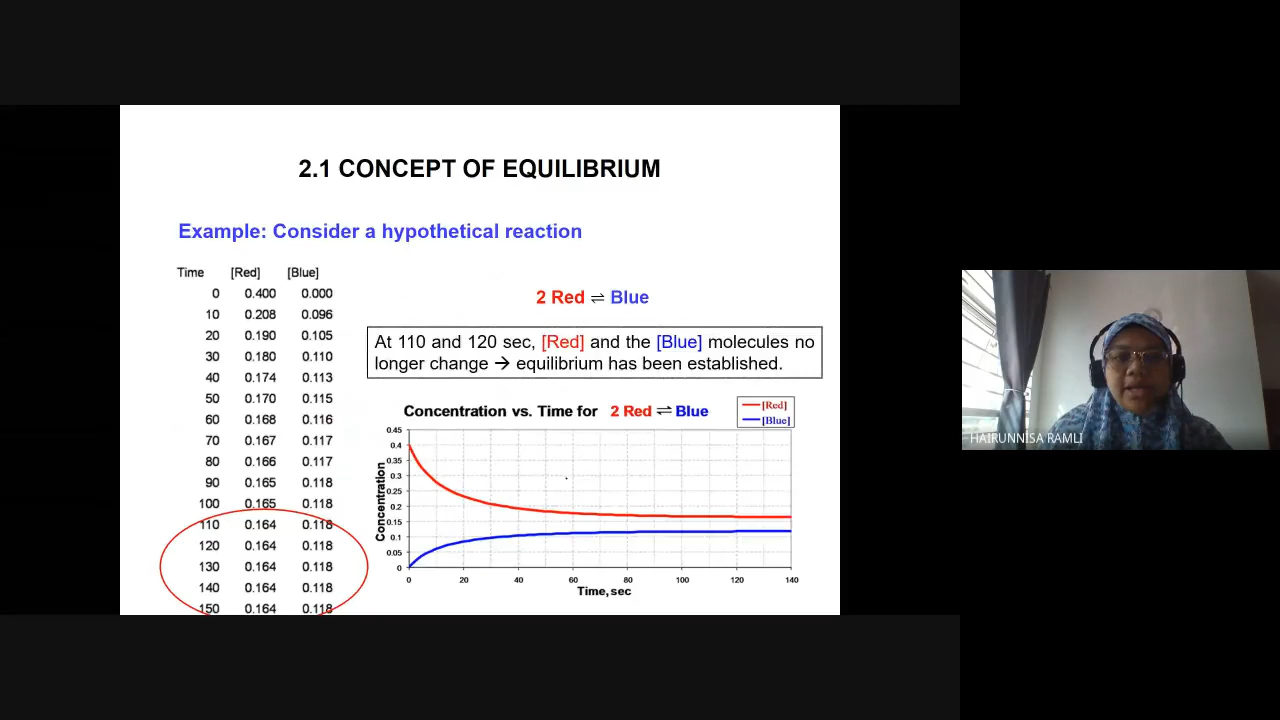 2.1 CONCEPT OF EQUILIBRIUM
Example: Consider a hypothetical reaction
Time [Red] [Blue]
0 0.400 0.000
10 0.208 0.096
20 0.190 0.105
30 0.180 0.110
40 0.174 0.113
50 0.170 0.115
60 0.168 0.116
70 0.167 0.117
80 0.166 0.117
90 0.165 0.118
100 0.165 0.118
110 0.164 0.118
120 0.164 0.118
130 0.164 0.118
140 0.164 0.118
150 0.164 0.118
2 Red ⇌ Blue
At 110 and 120 sec, [Red] and the [Blue] molecules no
longer change → equilibrium has been established.
Concentration vs. Time for 2 Red ⇌ Blue
[Red]
[Blue]
Concentration
0.45
0.4
0.35
0.3
0.25
0.2
0.15
0.1
0.05
0
0 20 40 60 80 100 120 140
Time, sec
HAIRUNNISA RAMLI